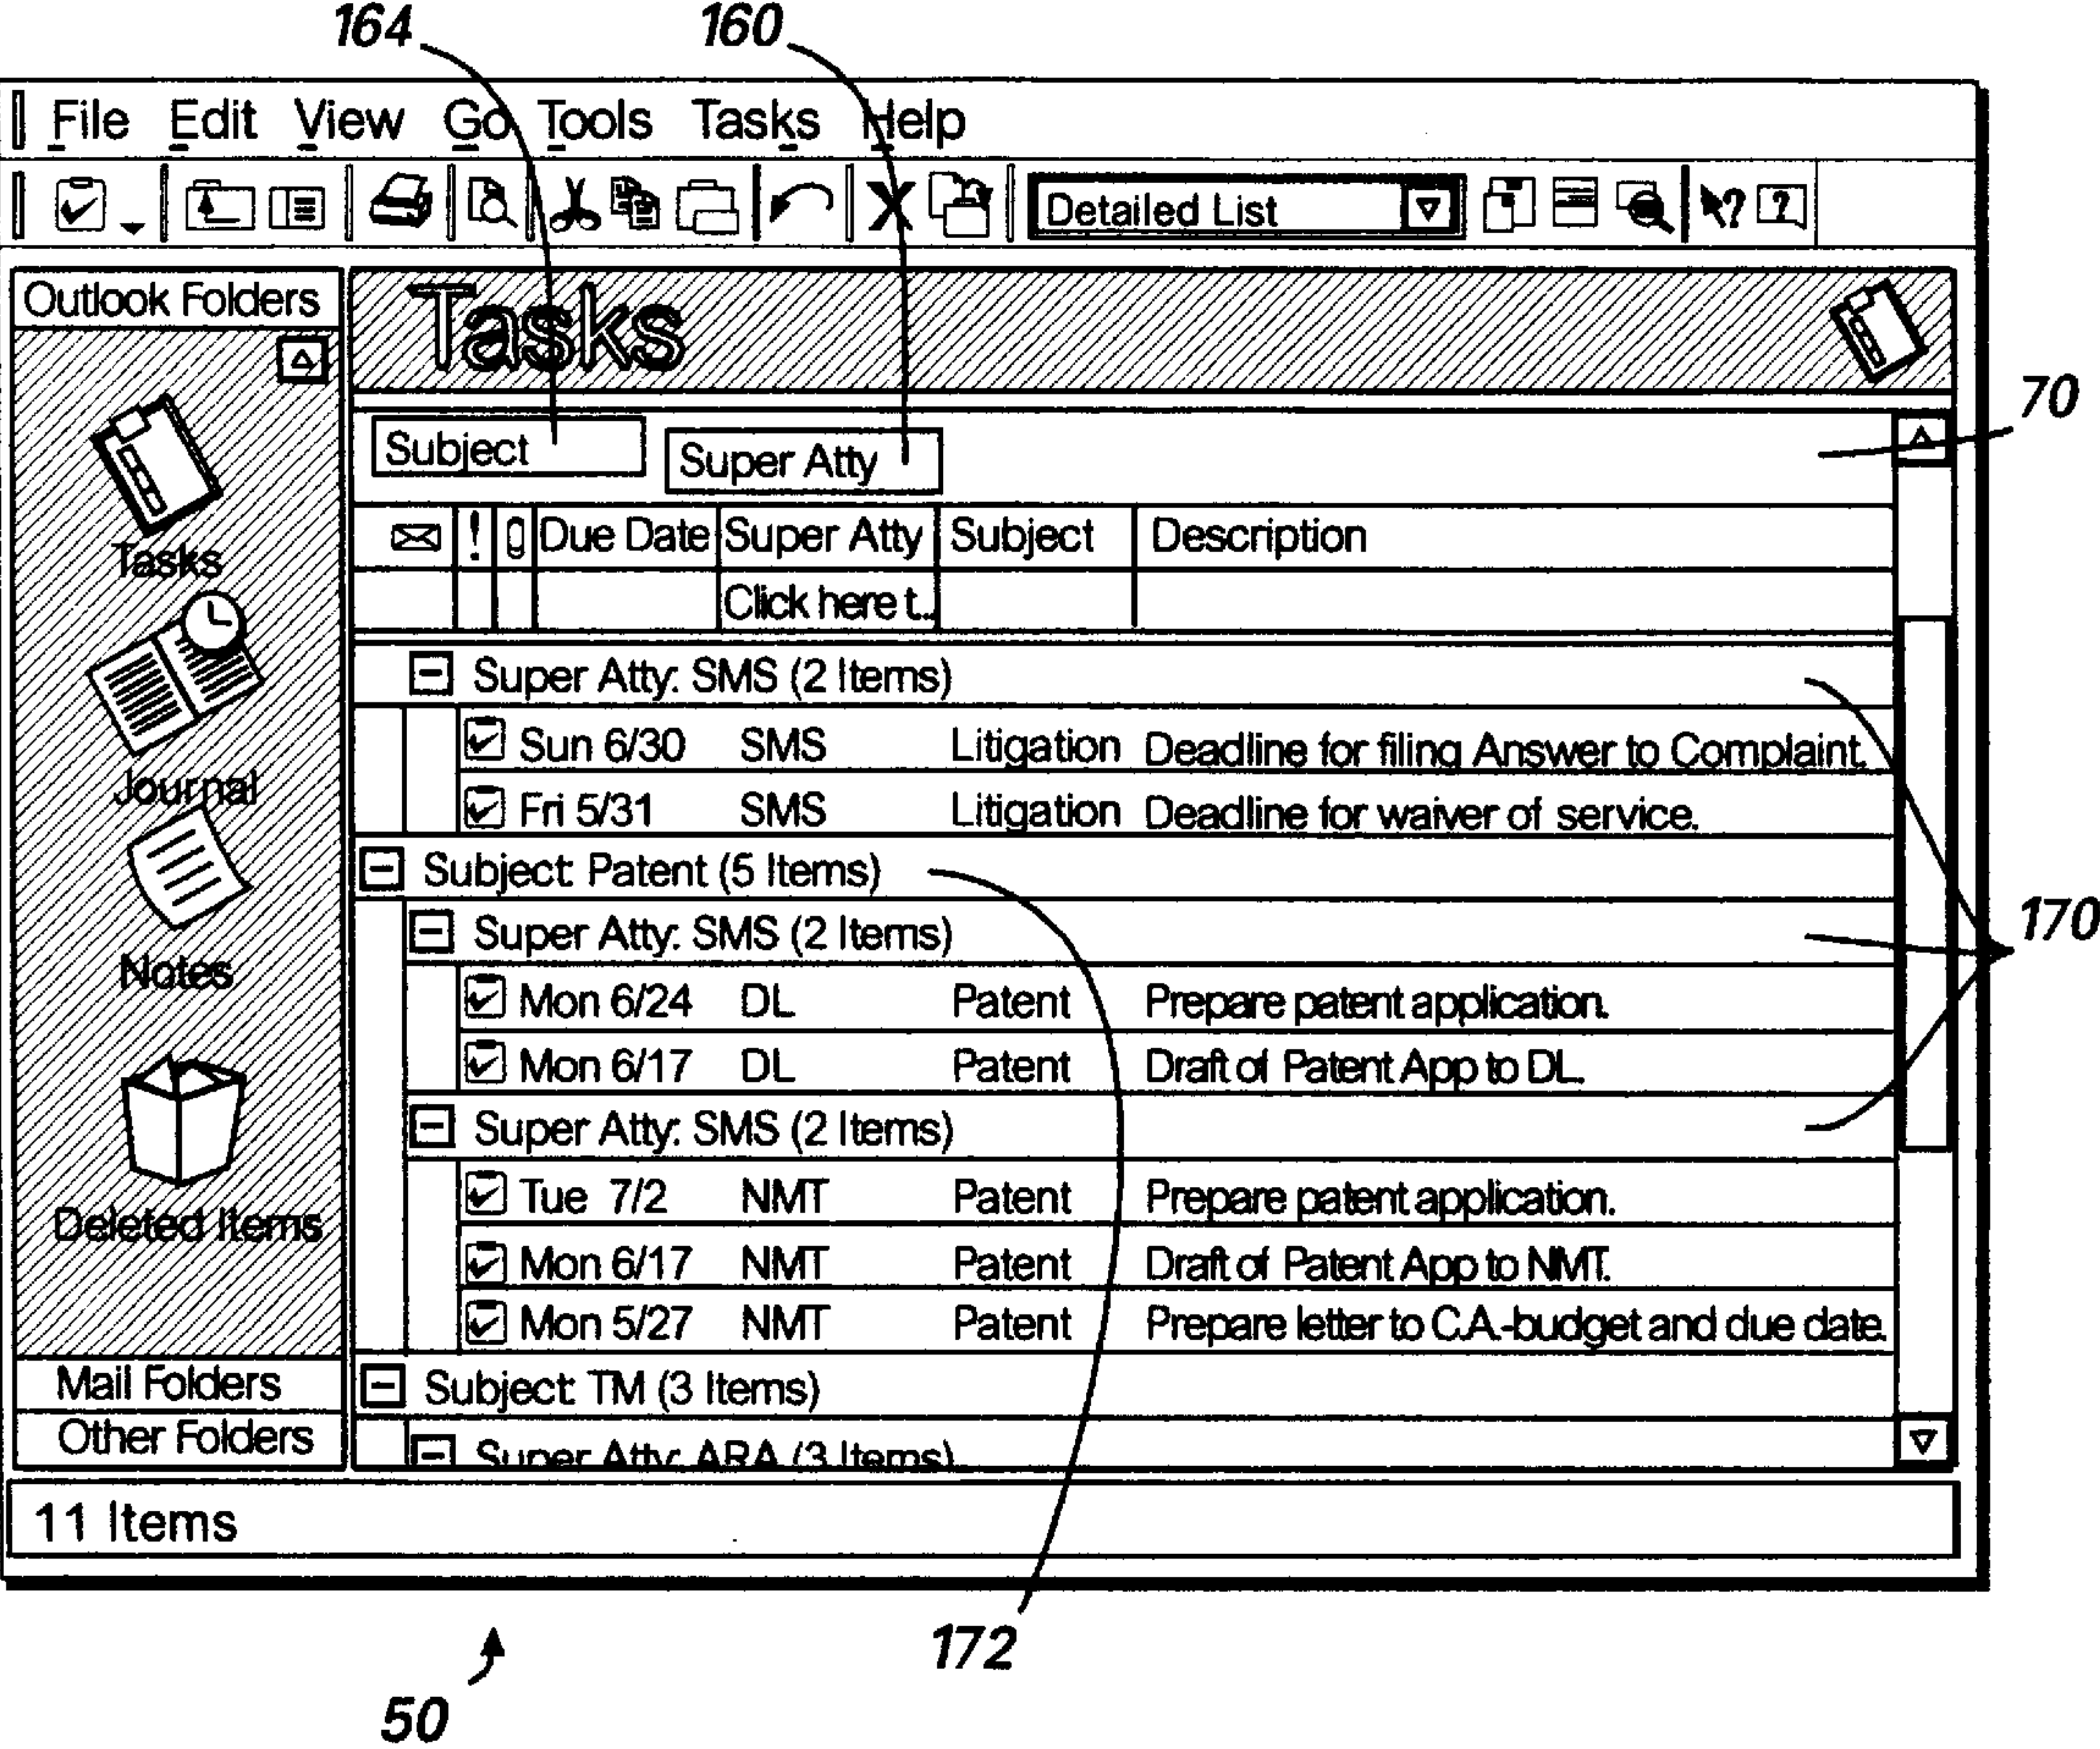 164 160
File Edit View Go Tools Tasks Help
Detailed List
Outlook Folders
Tasks
70
Subject Super Atty
! Due Date Super Atty Subject Description
Click here t...
Tasks
Journal
Notes
Deleted Items
Mail Folders
Other Folders
Super Atty: SMS (2 Items)
Sun 6/30 SMS Litigation Deadline for filing Answer to Complaint.
Fri 5/31 SMS Litigation Deadline for waiver of service.
Subject: Patent (5 Items)
170
Super Atty: SMS (2 Items)
Mon 6/24 DL Patent Prepare patent application.
Mon 6/17 DL Patent Draft of Patent App to DL.
Super Atty: SMS (2 Items)
Tue 7/2 NMT Patent Prepare patent application.
Mon 6/17 NMT Patent Draft of Patent App to NMT.
Mon 5/27 NMT Patent Prepare letter to C.A.-budget and due date.
Subject: TM (3 Items)
Super Atty: ARA (3 Items)
11 Items
172
50